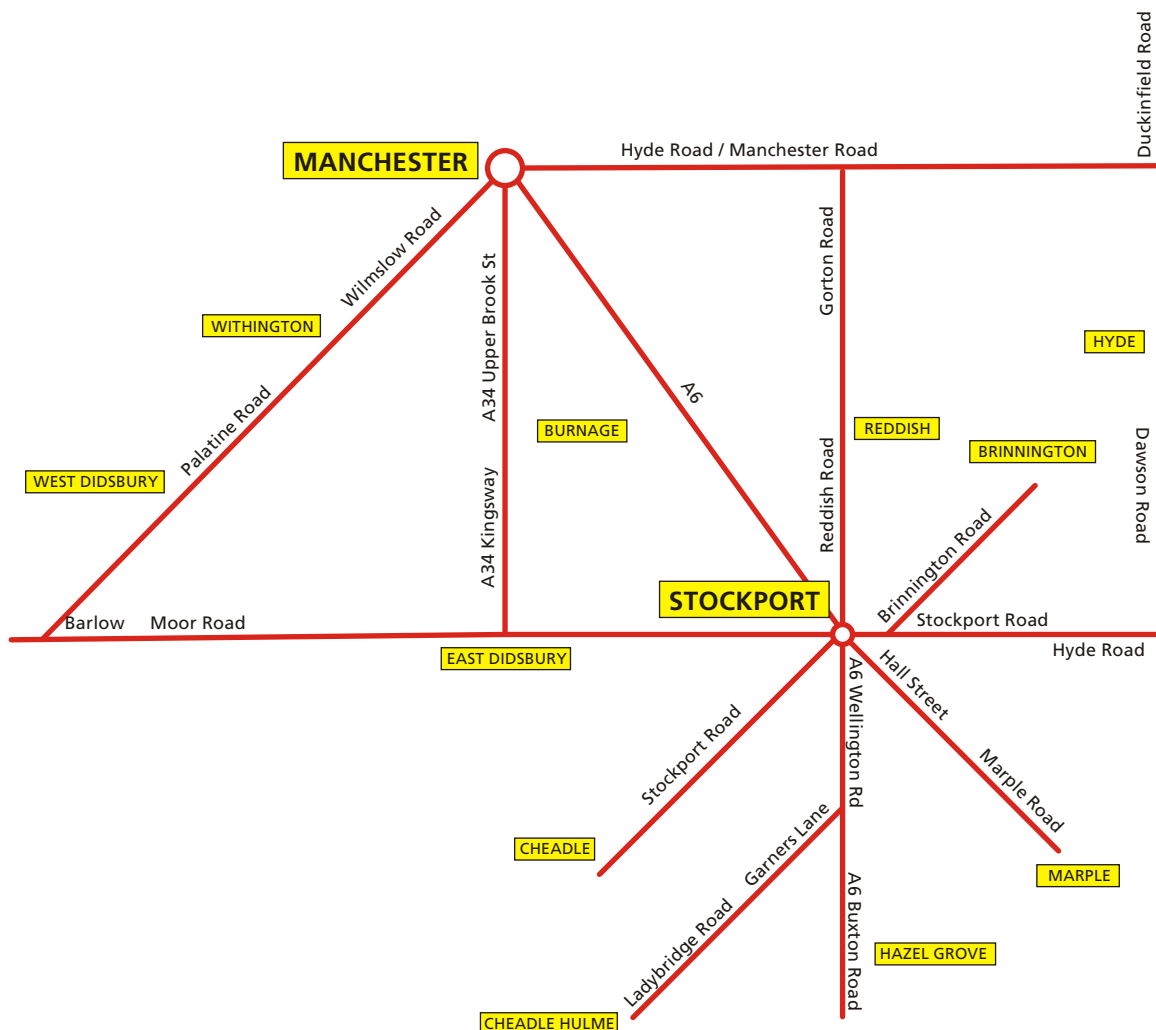 Duckinfield Road
Hyde Road / Manchester Road
MANCHESTER
Wilmslow Road
Gorton Road
A34 Upper Brook St
WITHINGTON
HYDE
A6
Palatine Road
BURNAGE
REDDISH
BRINNINGTON
WEST DIDSBURY
Dawson Road
Reddish Road
A34 Kingsway
Brinnington Road
STOCKPORT
Barlow Moor Road
Stockport Road
EAST DIDSBURY
Hyde Road
Hall Street
A6 Wellington Rd
Stockport Road
Marple Road
Garners Lane
CHEADLE
MARPLE
A6 Buxton Road
Ladybridge Road
HAZEL GROVE
CHEADLE HULME